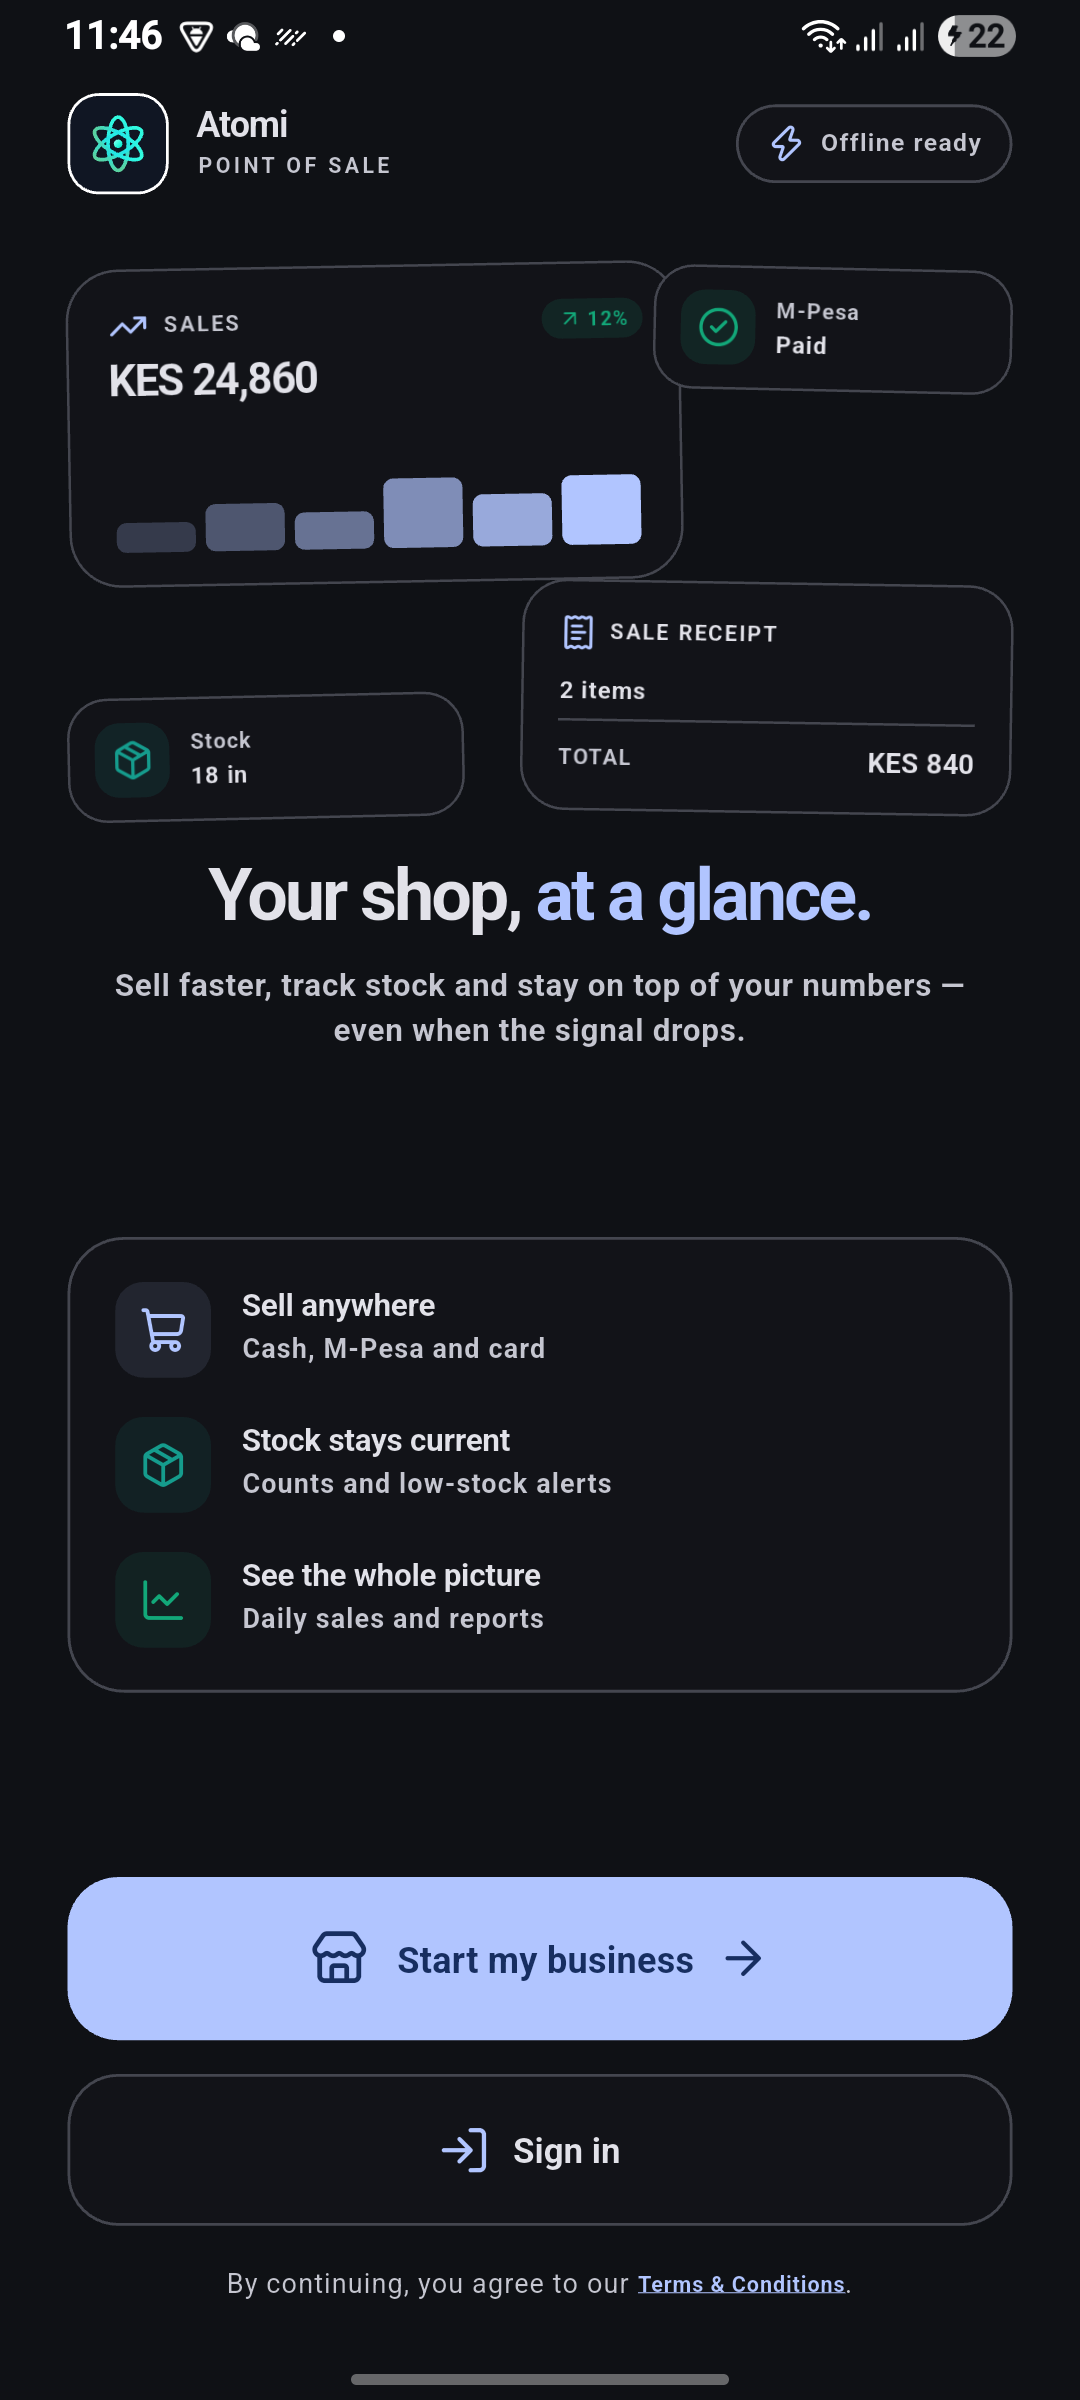 11:46
22
Atomi
POINT OF SALE
Offline ready
SALES
12%
KES 24,860
M-Pesa
Paid
SALE RECEIPT
2 items
TOTAL
KES 840
Stock
18 in
Your shop, at a glance.
Sell faster, track stock and stay on top of your numbers —
even when the signal drops.
Sell anywhere
Cash, M-Pesa and card
Stock stays current
Counts and low-stock alerts
See the whole picture
Daily sales and reports
Start my business
Sign in
By continuing, you agree to our Terms & Conditions.